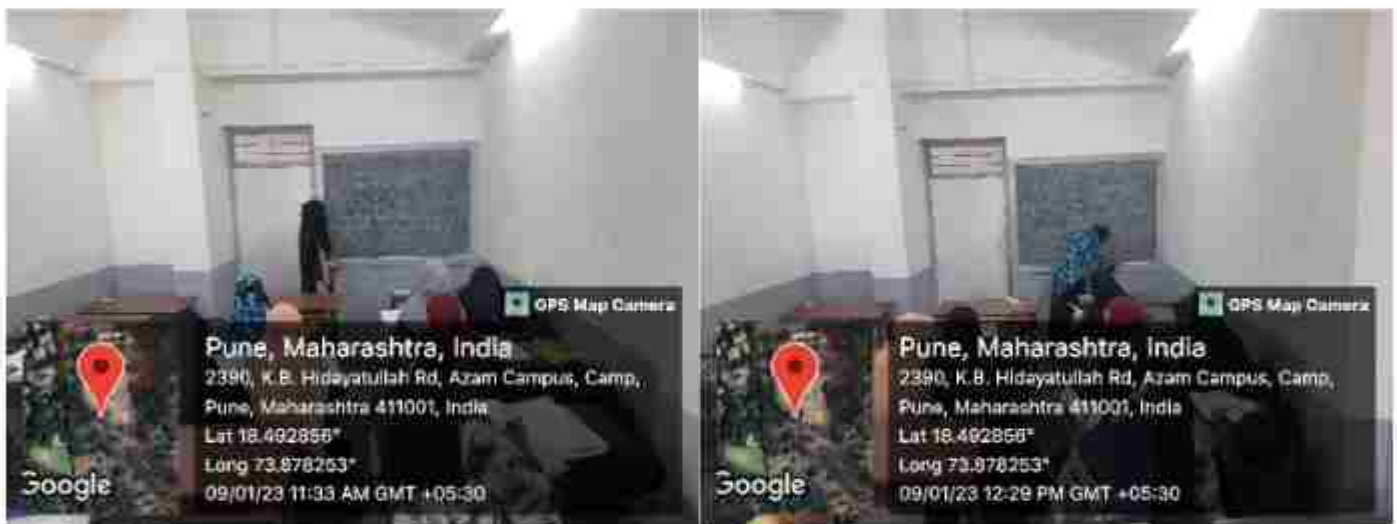 GPS Map Camera
Pune, Maharashtra, India
2390, K.B. Hidayatullah Rd, Azam Campus, Camp,
Pune, Maharashtra 411001, India
Lat 18.492856°
Long 73.878253°
09/01/23 11:33 AM GMT +05:30
Google
GPS Map Camera
Pune, Maharashtra, India
2390, K.B. Hidayatullah Rd, Azam Campus, Camp,
Pune, Maharashtra 411001, India
Lat 18.492856°
Long 73.878253°
09/01/23 12:29 PM GMT +05:30
Google